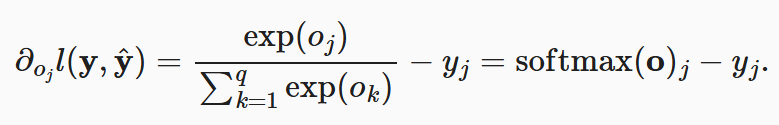 ∂_{o_j} l(𝐲, ŷ) = exp(o_j) / ∑_{k=1}^{q} exp(o_k) − y_j = softmax(𝐨)_j − y_j.